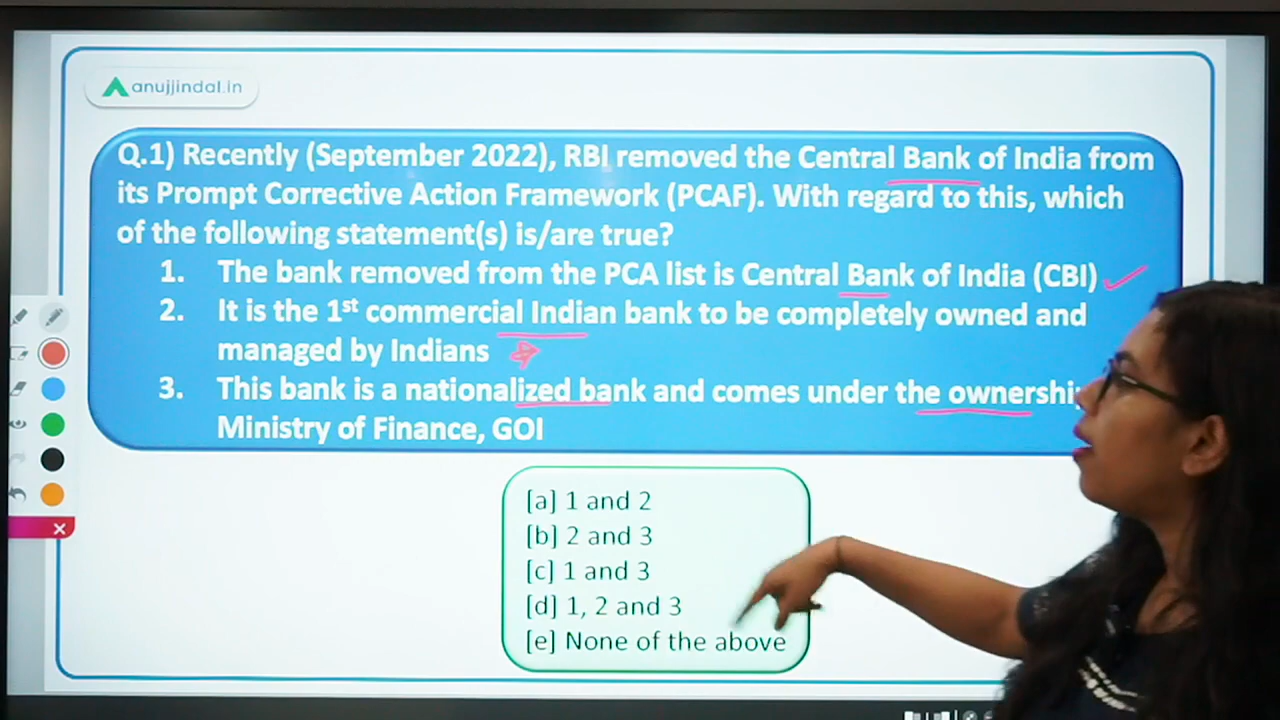 anujjindal.in
Q.1) Recently (September 2022), RBI removed the Central Bank of India from
its Prompt Corrective Action Framework (PCAF). With regard to this, which
of the following statement(s) is/are true?
1. The bank removed from the PCA list is Central Bank of India (CBI)
2. It is the 1st commercial Indian bank to be completely owned and
managed by Indians
3. This bank is a nationalized bank and comes under the
Ministry of Finance, GOI
[a] 1 and 2
[b] 2 and 3
[c] 1 and 3
[d] 1, 2 and 3
[e] None of the above